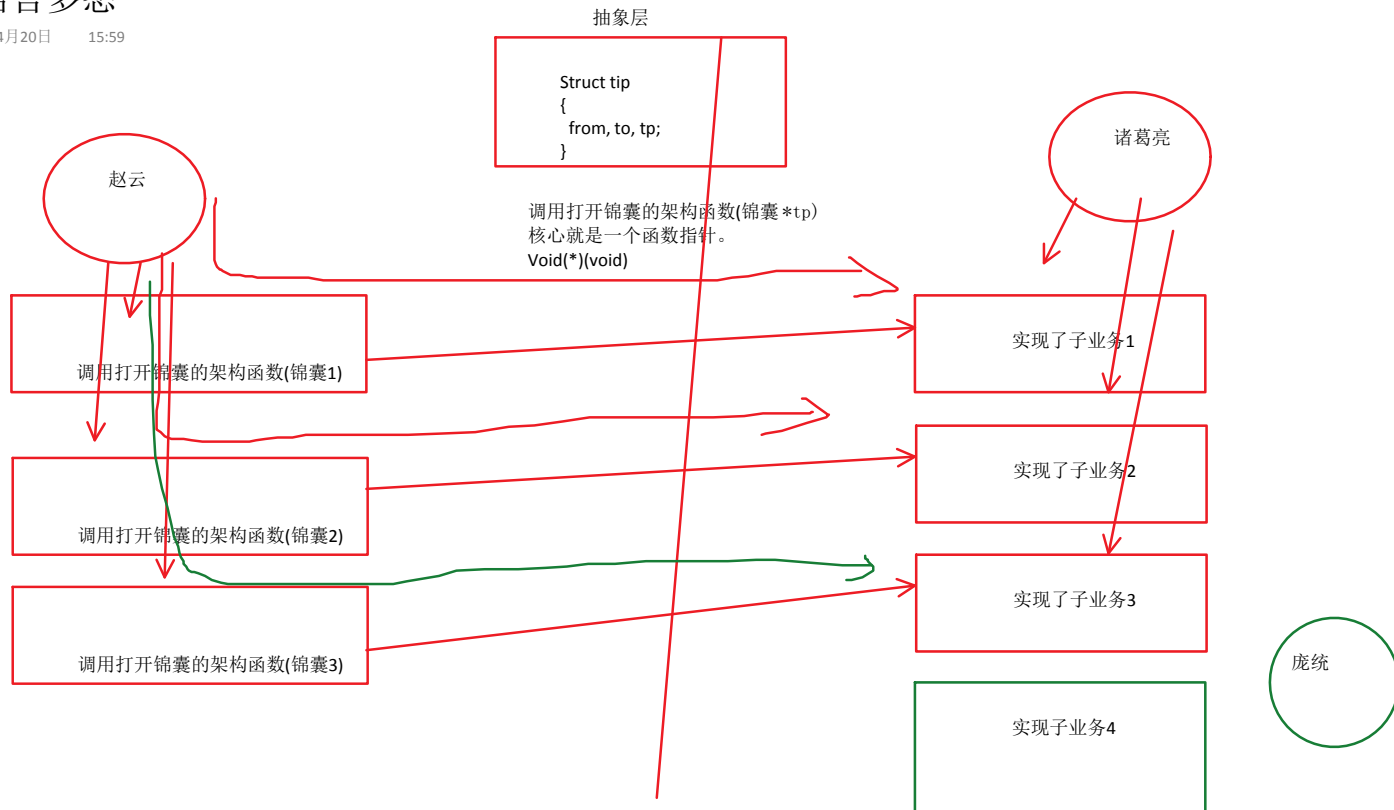 4月20日 15:59
抽象层
Struct tip
{
from, to, tp;
}
诸葛亮
赵云
调用打开锦囊的架构函数(锦囊*tp)
核心就是一个函数指针。
Void(*)(void)
实现了子业务1
调用打开锦囊的架构函数(锦囊1)
实现了子业务2
调用打开锦囊的架构函数(锦囊2)
实现了子业务3
调用打开锦囊的架构函数(锦囊3)
庞统
实现子业务4